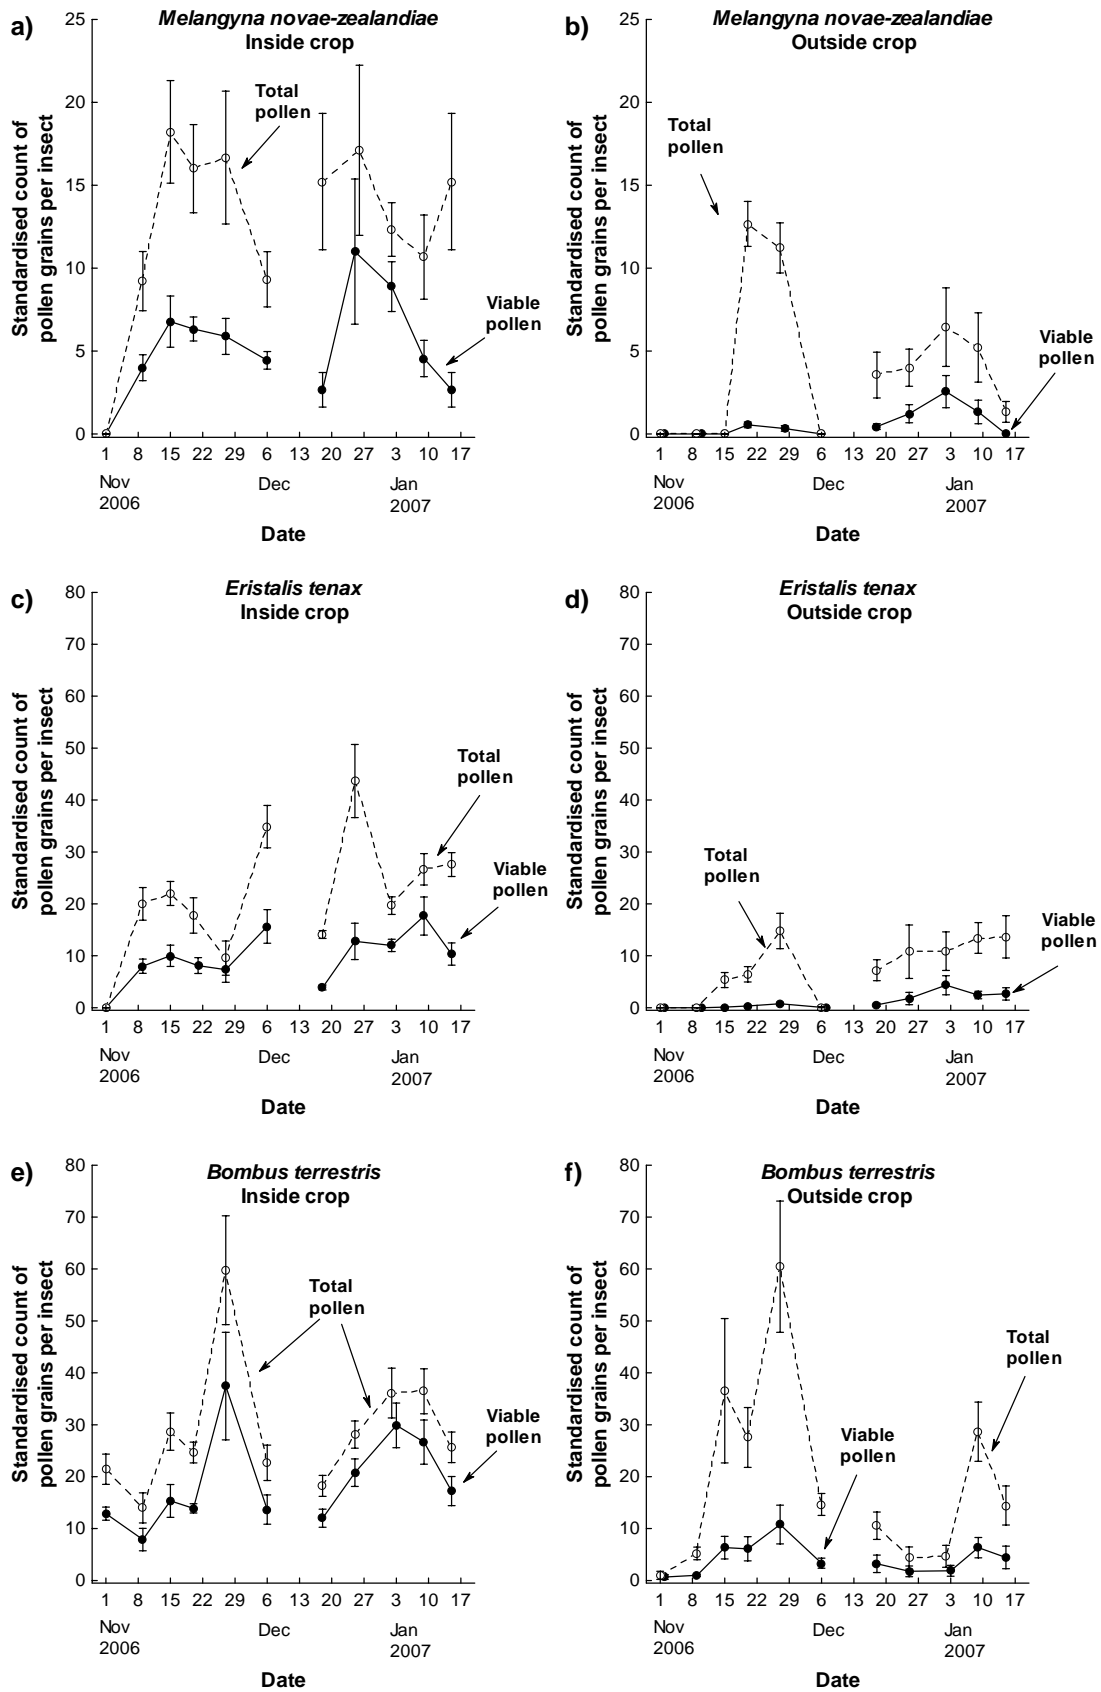 a)
Melangyna novae-zealandiae
Inside crop
Standardised count of
pollen grains per insect
25
20
15
10
5
0
Total
pollen
Viable
pollen
1 8 15 22 29 6 13 20 27 3 10 17
Nov Dec Jan
2006 2007
Date
b)
Melangyna novae-zealandiae
Outside crop
Standardised count of
pollen grains per insect
25
20
15
10
5
0
Total
pollen
Viable
pollen
1 8 15 22 29 6 13 20 27 3 10 17
Nov Dec Jan
2006 2007
Date
c)
Eristalis tenax
Inside crop
Standardised count of
pollen grains per insect
80
70
60
50
40
30
20
10
0
Total
pollen
Viable
pollen
1 8 15 22 29 6 13 20 27 3 10 17
Nov Dec Jan
2006 2007
Date
d)
Eristalis tenax
Outside crop
Standardised count of
pollen grains per insect
80
70
60
50
40
30
20
10
0
Total
pollen
Viable
pollen
1 8 15 22 29 6 13 20 27 3 10 17
Nov Dec Jan
2006 2007
Date
e)
Bombus terrestris
Inside crop
Standardised count of
pollen grains per insect
80
70
60
50
40
30
20
10
0
Total
pollen
Viable
pollen
1 8 15 22 29 6 13 20 27 3 10 17
Nov Dec Jan
2006 2007
Date
f)
Bombus terrestris
Outside crop
Standardised count of
pollen grains per insect
80
70
60
50
40
30
20
10
0
Total
pollen
Viable
pollen
1 8 15 22 29 6 13 20 27 3 10 17
Nov Dec Jan
2006 2007
Date